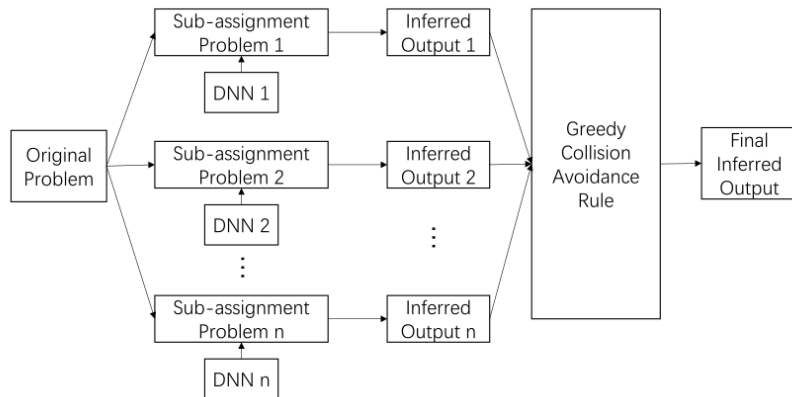 Original
Problem
Sub-assignment
Problem 1
DNN 1
Inferred
Output 1
Sub-assignment
Problem 2
DNN 2
Inferred
Output 2
⋮
⋮
Sub-assignment
Problem n
DNN n
Inferred
Output n
Greedy
Collision
Avoidance
Rule
Final
Inferred
Output